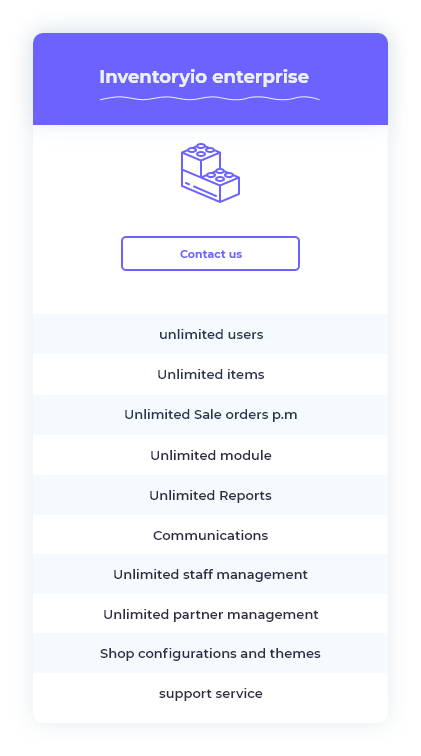 Inventoryio enterprise
Contact us
unlimited users
Unlimited items
Unlimited Sale orders p.m
Unlimited module
Unlimited Reports
Communications
Unlimited staff management
Unlimited partner management
Shop configurations and themes
support service